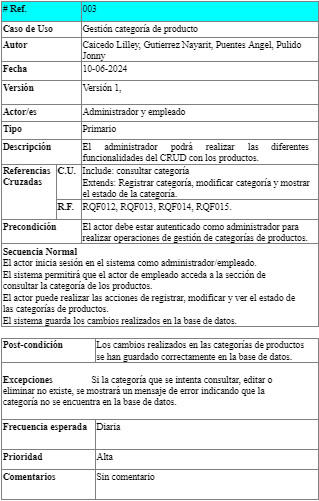 # Ref. 003
Caso de Uso Gestión categoría de producto
Autor Caicedo Lilley, Gutierrez Nayarit, Puentes Angel, Pulido
Jonny
Fecha 10-06-2024
Versión Versión 1,
Actor/es Administrador y empleado
Tipo Primario
Descripción El administrador podrá realizar las diferentes
funcionalidades del CRUD con los productos.
Referencias Cruzadas C.U. Include: consultar categoría
Extends: Registrar categoría, modificar categoría y mostrar
el estado de la categoría.
R.F. RQF012, RQF013, RQF014, RQF015.
Precondición El actor debe estar autenticado como administrador para
realizar operaciones de gestión de categorías de productos.
Secuencia Normal
El actor inicia sesión en el sistema como administrador/empleado.
El sistema permitirá que el actor de empleado acceda a la sección de
consultar la categoría de los productos.
El actor puede realizar las acciones de registrar, modificar y ver el estado de
las categorías de productos.
El sistema guarda los cambios realizados en la base de datos.
Post-condición Los cambios realizados en las categorías de productos
se han guardado correctamente en la base de datos.
Excepciones Si la categoría que se intenta consultar, editar o
eliminar no existe, se mostrará un mensaje de error indicando que la
categoría no se encuentra en la base de datos.
Frecuencia esperada Diaria
Prioridad Alta
Comentarios Sin comentario